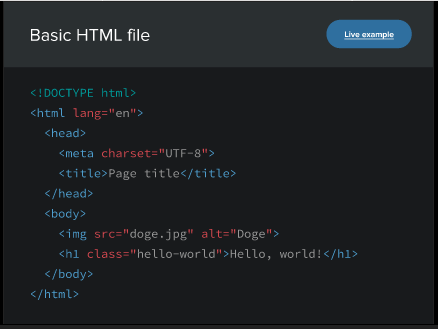 Basic HTML file
Live example
<!DOCTYPE html>
<html lang="en">
<head>
<meta charset="UTF-8">
<title>Page title</title>
</head>
<body>
<img src="doge.jpg" alt="Doge">
<h1 class="hello-world">Hello, world!</h1>
</body>
</html>